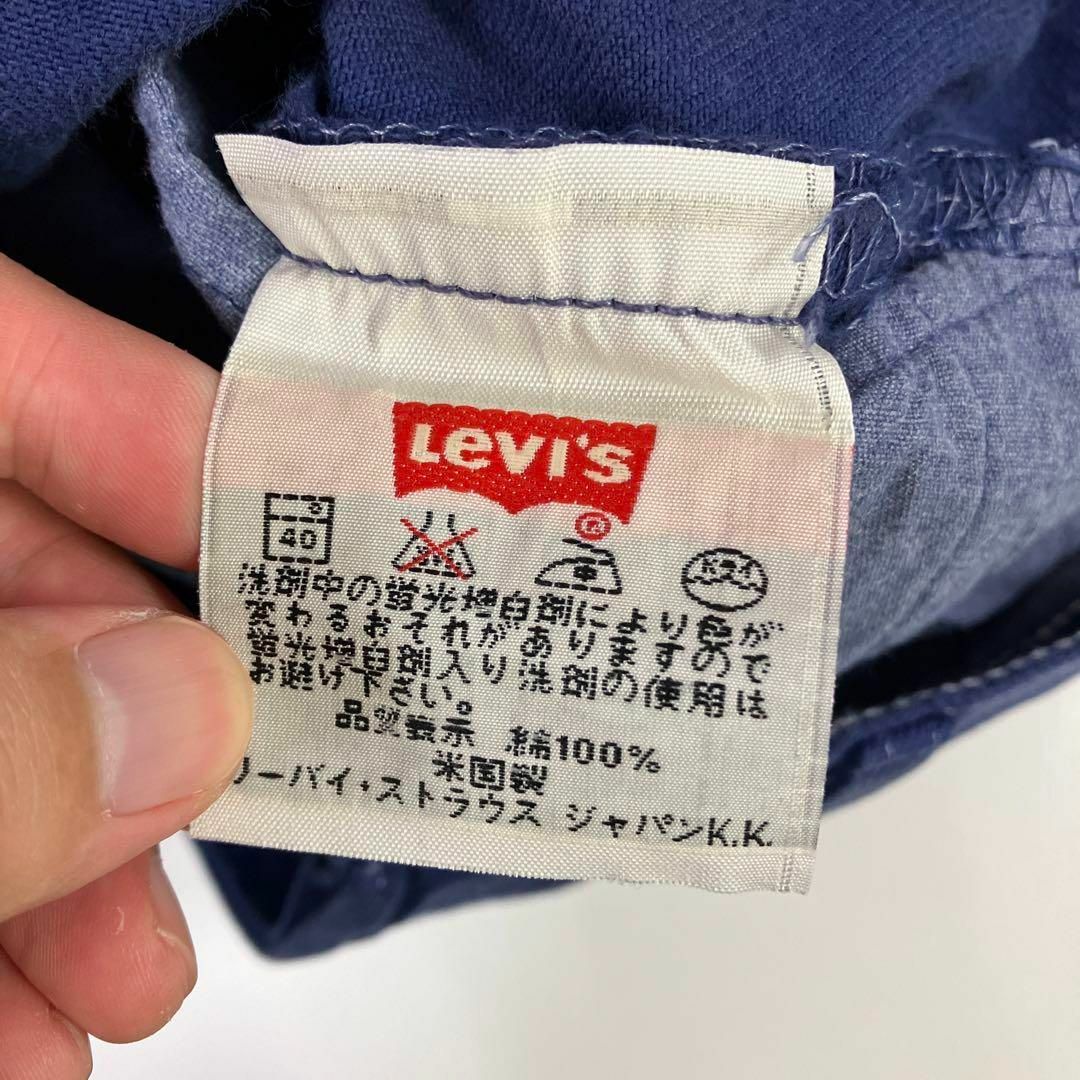 Levi's
®
40
洗剤中の蛍光増白剤により色が
変わるおそれがありますので
蛍光増白剤入り洗剤の使用は
お避け下さい。
品質表示 綿100%
米国製
リーバイ・ストラウス ジャパンK.K.